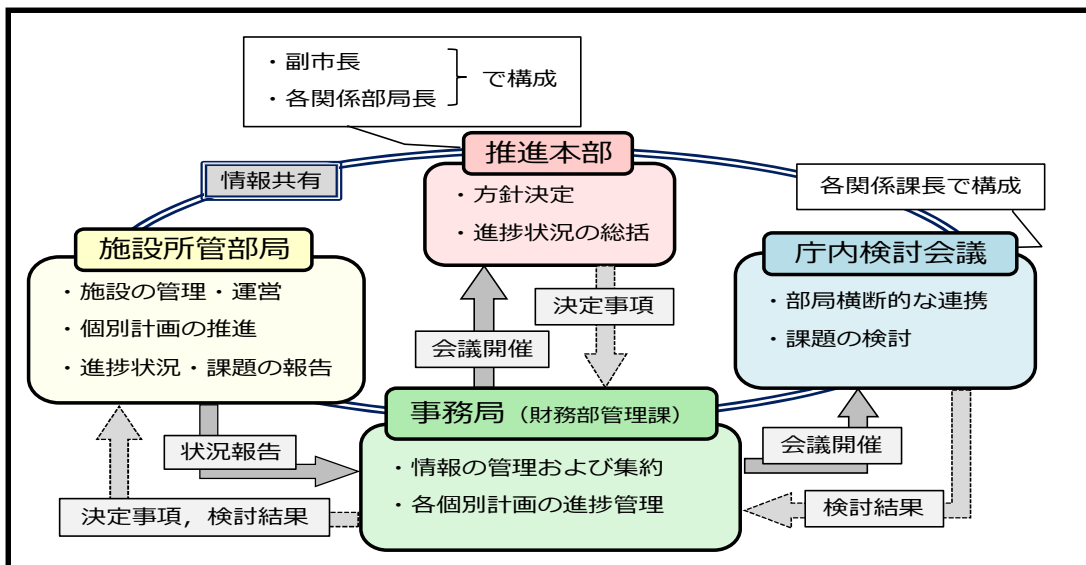 ・副市長
・各関係部局長
で構成
推進本部
・方針決定
・進捗状況の総括
情報共有
各関係課長で構成
施設所管部局
・施設の管理・運営
・個別計画の推進
・進捗状況・課題の報告
庁内検討会議
・部局横断的な連携
・課題の検討
会議開催
決定事項
事務局（財務部管理課）
・情報の管理および集約
・各個別計画の進捗管理
状況報告
決定事項，検討結果
会議開催
検討結果